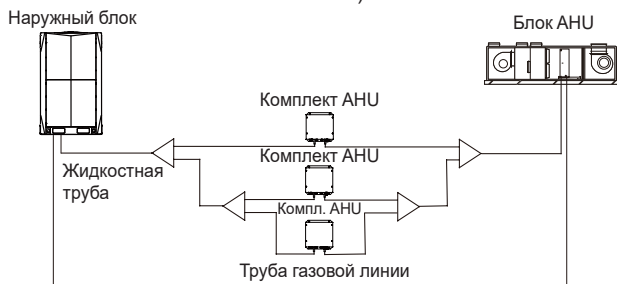 Наружный блок
Блок AHU
Комплект AHU
Комплект AHU
Жидкостная
труба
Компл. AHU
Труба газовой линии